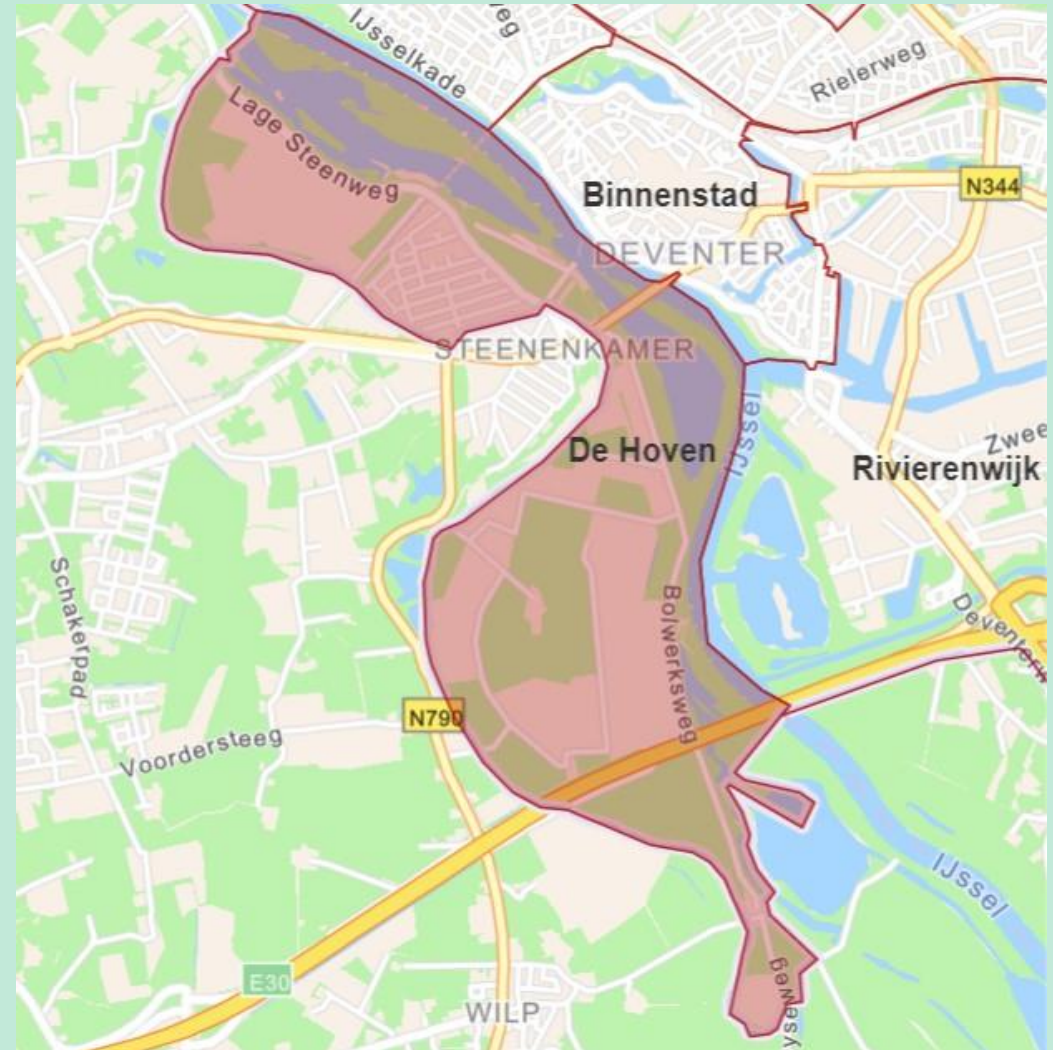 IJsselkade
Rielerweg
Lage Steenweg
Binnenstad
N344
DEVENTER
STEENENKAMER
IJssel
De Hoven
Zwee
Rivierenwijk
Schakerpad
Bolwerksweg
N790
Voordersteeg
IJssel
E30
WILP